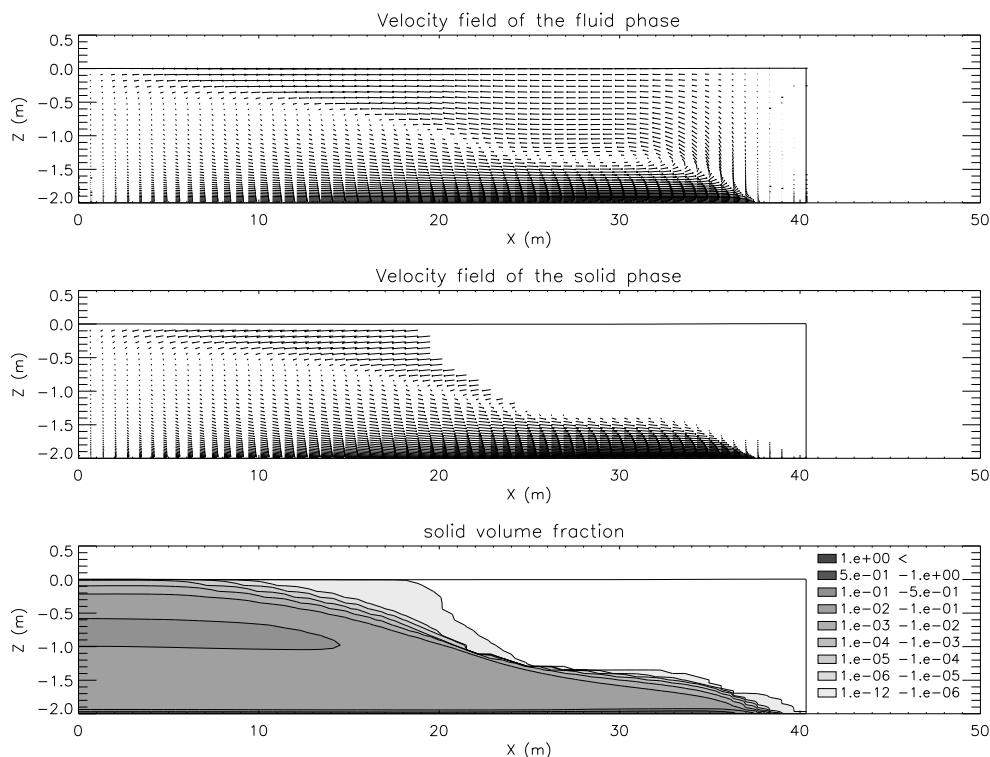 Velocity field of the fluid phase
0.5
0.0
−0.5
−1.0
−1.5
−2.0
Z (m)
0 10 20 30 40 50
X (m)
Velocity field of the solid phase
0.5
0.0
−0.5
−1.0
−1.5
−2.0
Z (m)
0 10 20 30 40 50
X (m)
solid volume fraction
0.5
0.0
−0.5
−1.0
−1.5
−2.0
Z (m)
0 10 20 30 40 50
X (m)
1.e+00 <
5.e−01 −1.e+00
1.e−01 −5.e−01
1.e−02 −1.e−01
1.e−03 −1.e−02
1.e−04 −1.e−03
1.e−05 −1.e−04
1.e−06 −1.e−05
1.e−12 −1.e−06